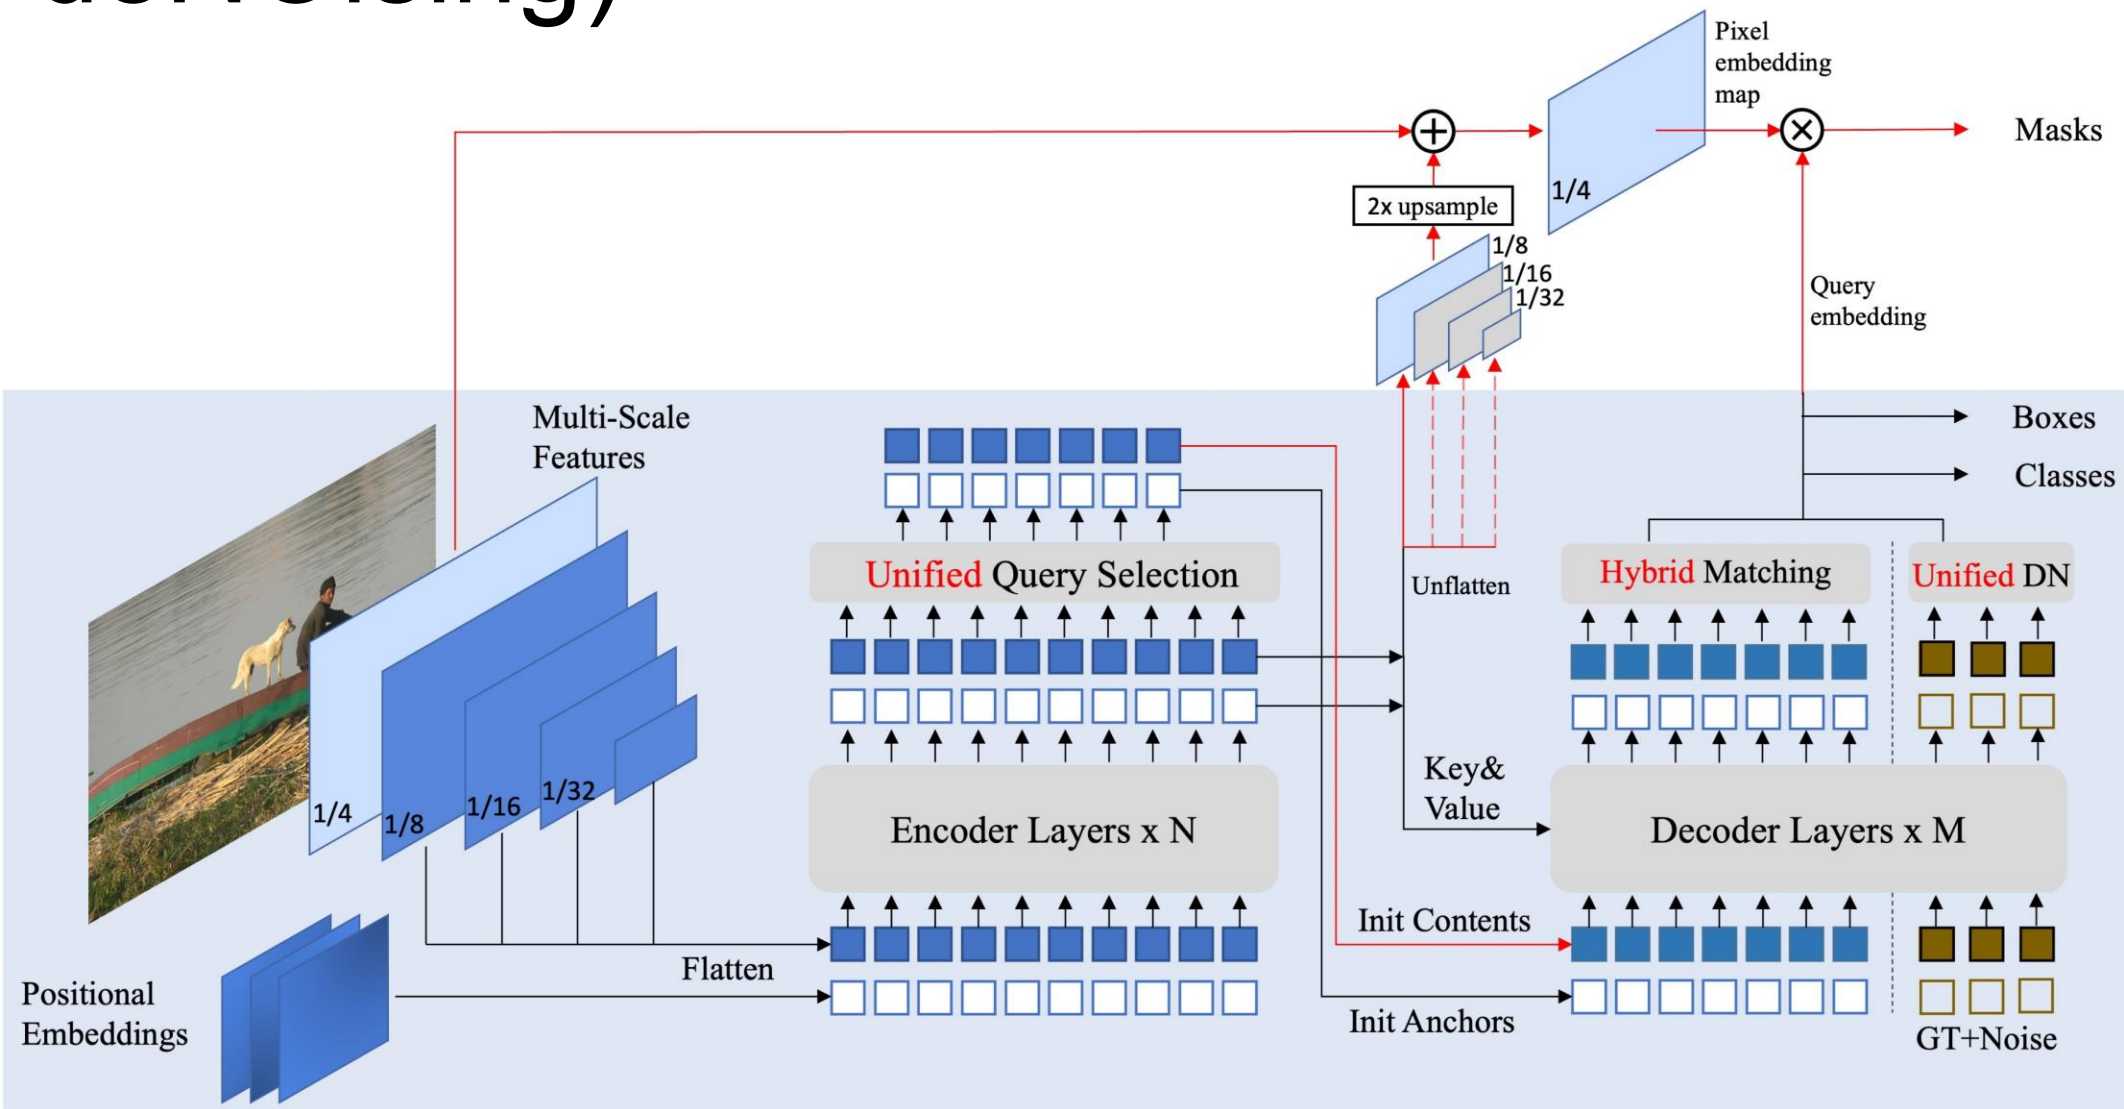 deNOising)
Pixel
embedding
map
Masks
1/4
2x upsample
1/8
1/16
1/32
Query
embedding
Multi-Scale
Features
Boxes
Classes
Unified Query Selection
Unflatten
Hybrid Matching
Unified DN
1/4
1/8
1/16
1/32
Key&
Value
Encoder Layers x N
Decoder Layers x M
Init Contents
Flatten
Positional
Embeddings
Init Anchors
GT+Noise